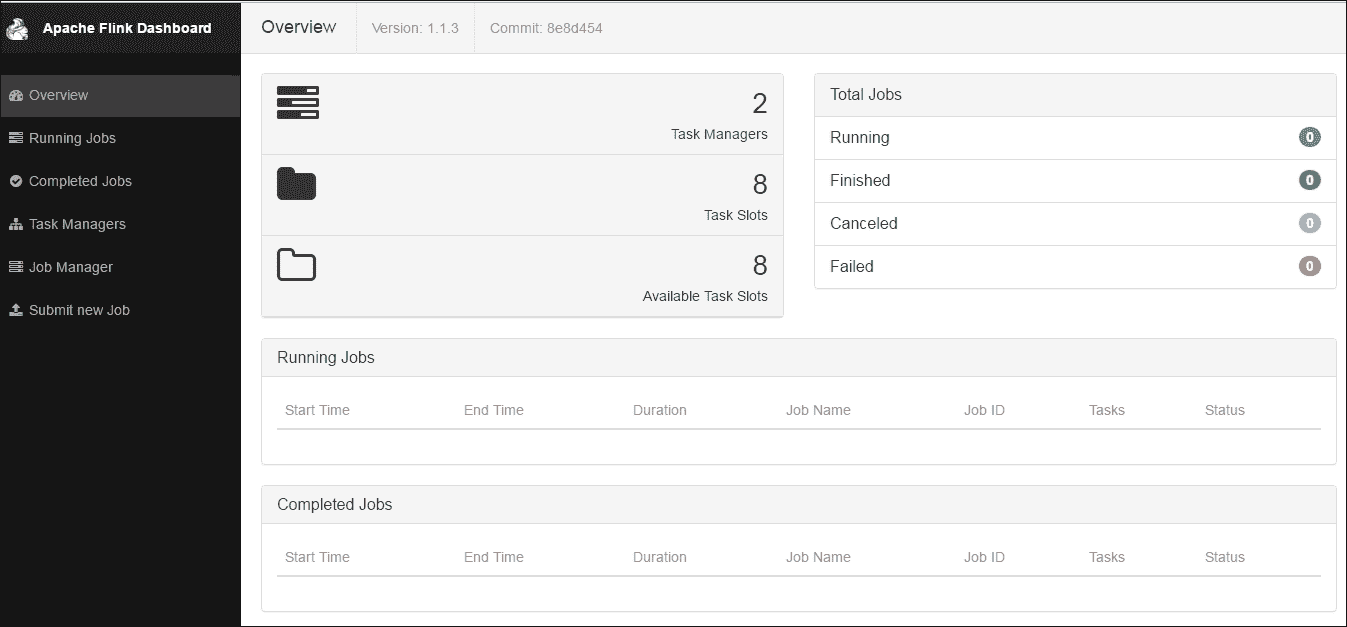 Apache Flink Dashboard
Overview
Running Jobs
Completed Jobs
Task Managers
Job Manager
Submit new Job
Overview Version: 1.1.3 Commit: 8e8d454
2
Task Managers
8
Task Slots
8
Available Task Slots
Total Jobs
Running 0
Finished 0
Canceled 0
Failed 0
Running Jobs
Start Time End Time Duration Job Name Job ID Tasks Status
Completed Jobs
Start Time End Time Duration Job Name Job ID Tasks Status